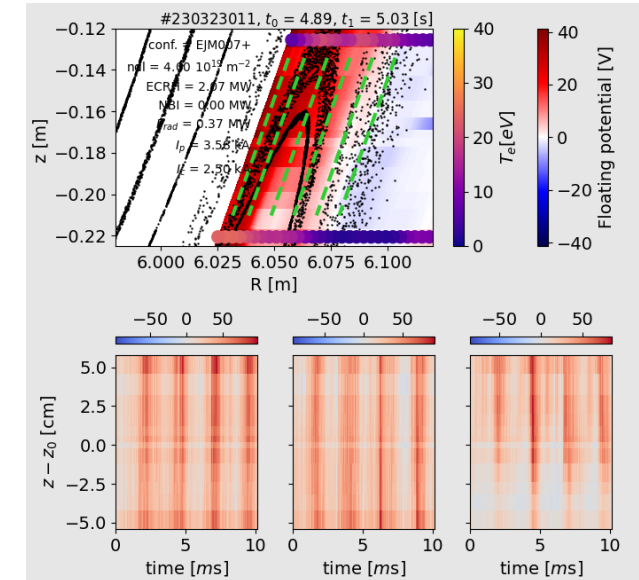 #230323011, t0 = 4.89, t1 = 5.03 [s]
conf. = EJM007+
ndl = 4.60 10^19 m^-2
ECRH = 2.07 MW
NBI = 0.00 MW
rad = 0.37 MW
Ip = 3.58 kA
= 2.50 kA
−0.12
−0.14
−0.16
−0.18
−0.20
−0.22
z [m]
6.000 6.025 6.050 6.075 6.100
R [m]
40
30
20
10
0
Te[eV]
40
20
0
−20
−40
Floating potential [V]
−50 0 50
−50 0 50
−50 0 50
5.0
2.5
0.0
−2.5
−5.0
z − z0 [cm]
0 5 10
0 5 10
0 5 10
time [ms]
time [ms]
time [ms]